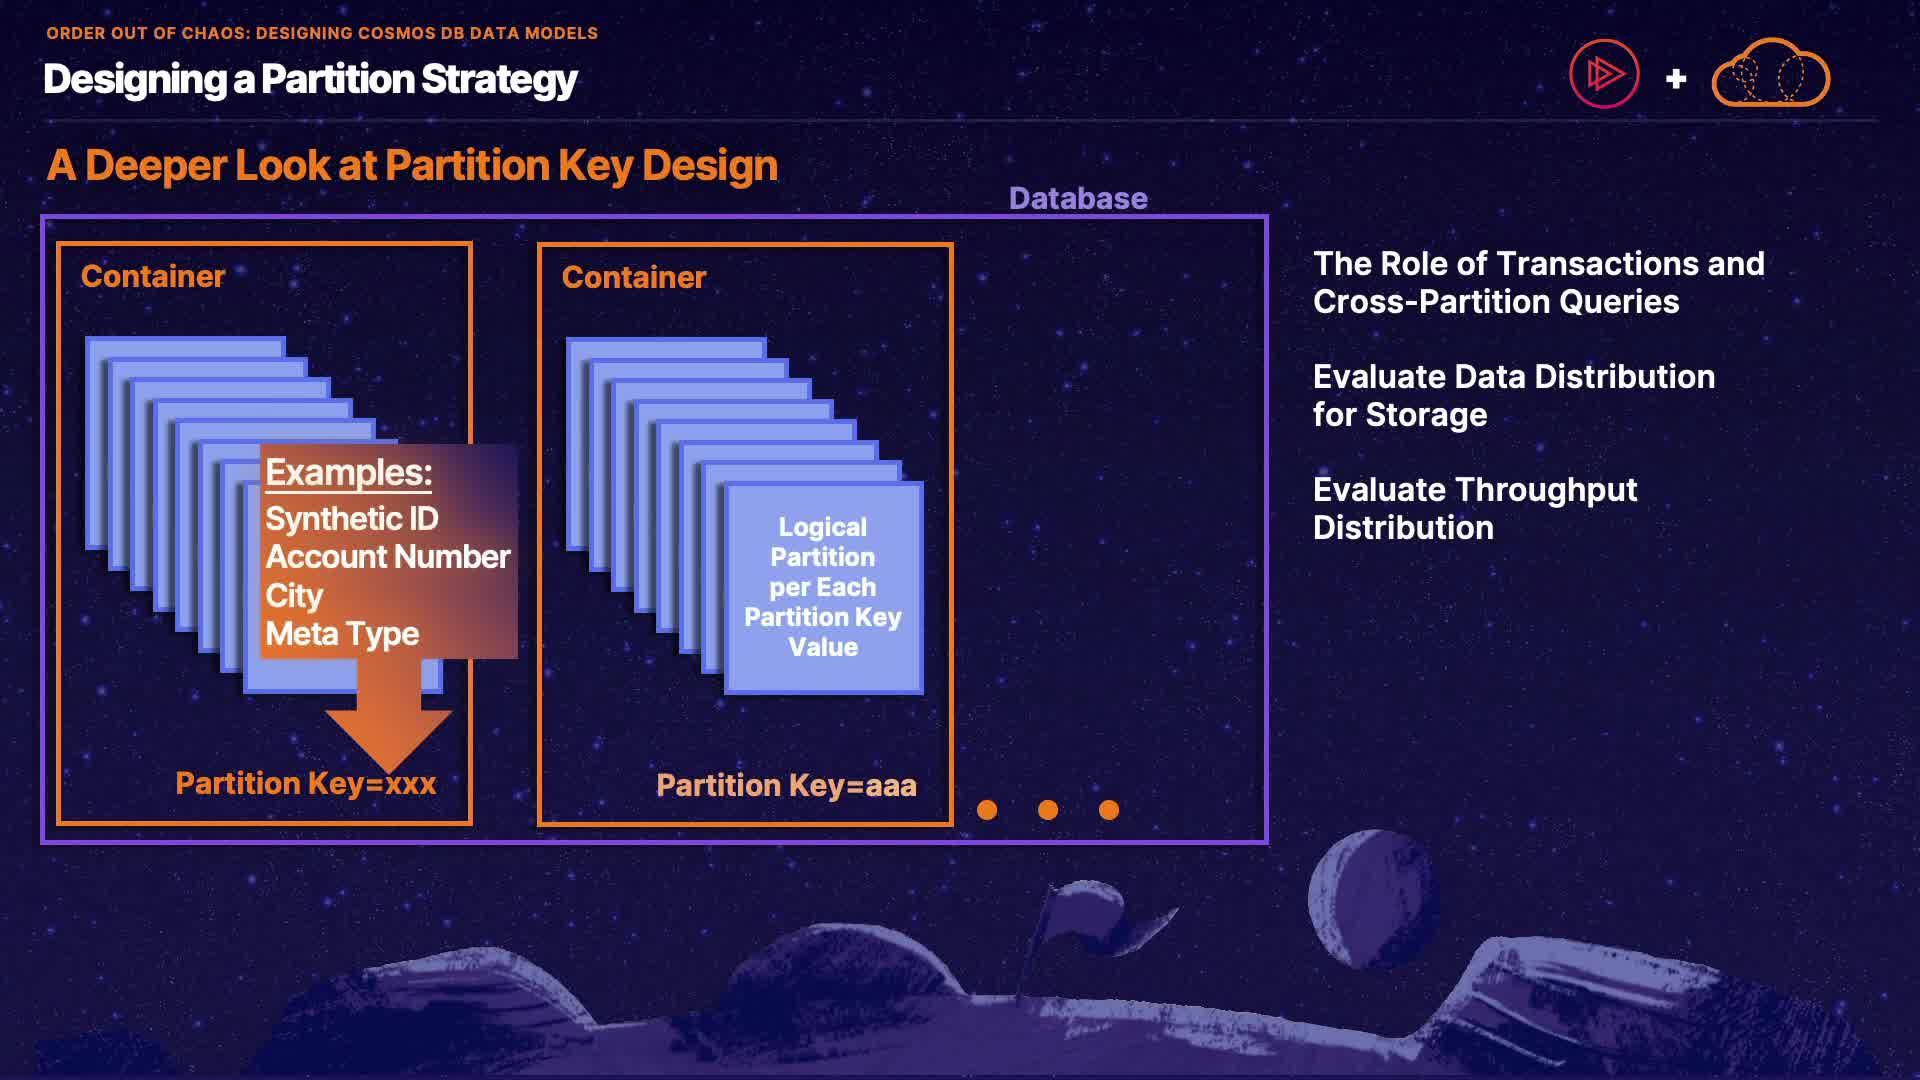 ORDER OUT OF CHAOS: DESIGNING COSMOS DB DATA MODELS
Designing a Partition Strategy
+
A Deeper Look at Partition Key Design
Database
Container
Examples:
Synthetic ID
Account Number
City
Meta Type
Partition Key=xxx
Container
Logical
Partition
per Each
Partition Key
Value
Partition Key=aaa
The Role of Transactions and
Cross-Partition Queries
Evaluate Data Distribution
for Storage
Evaluate Throughput
Distribution